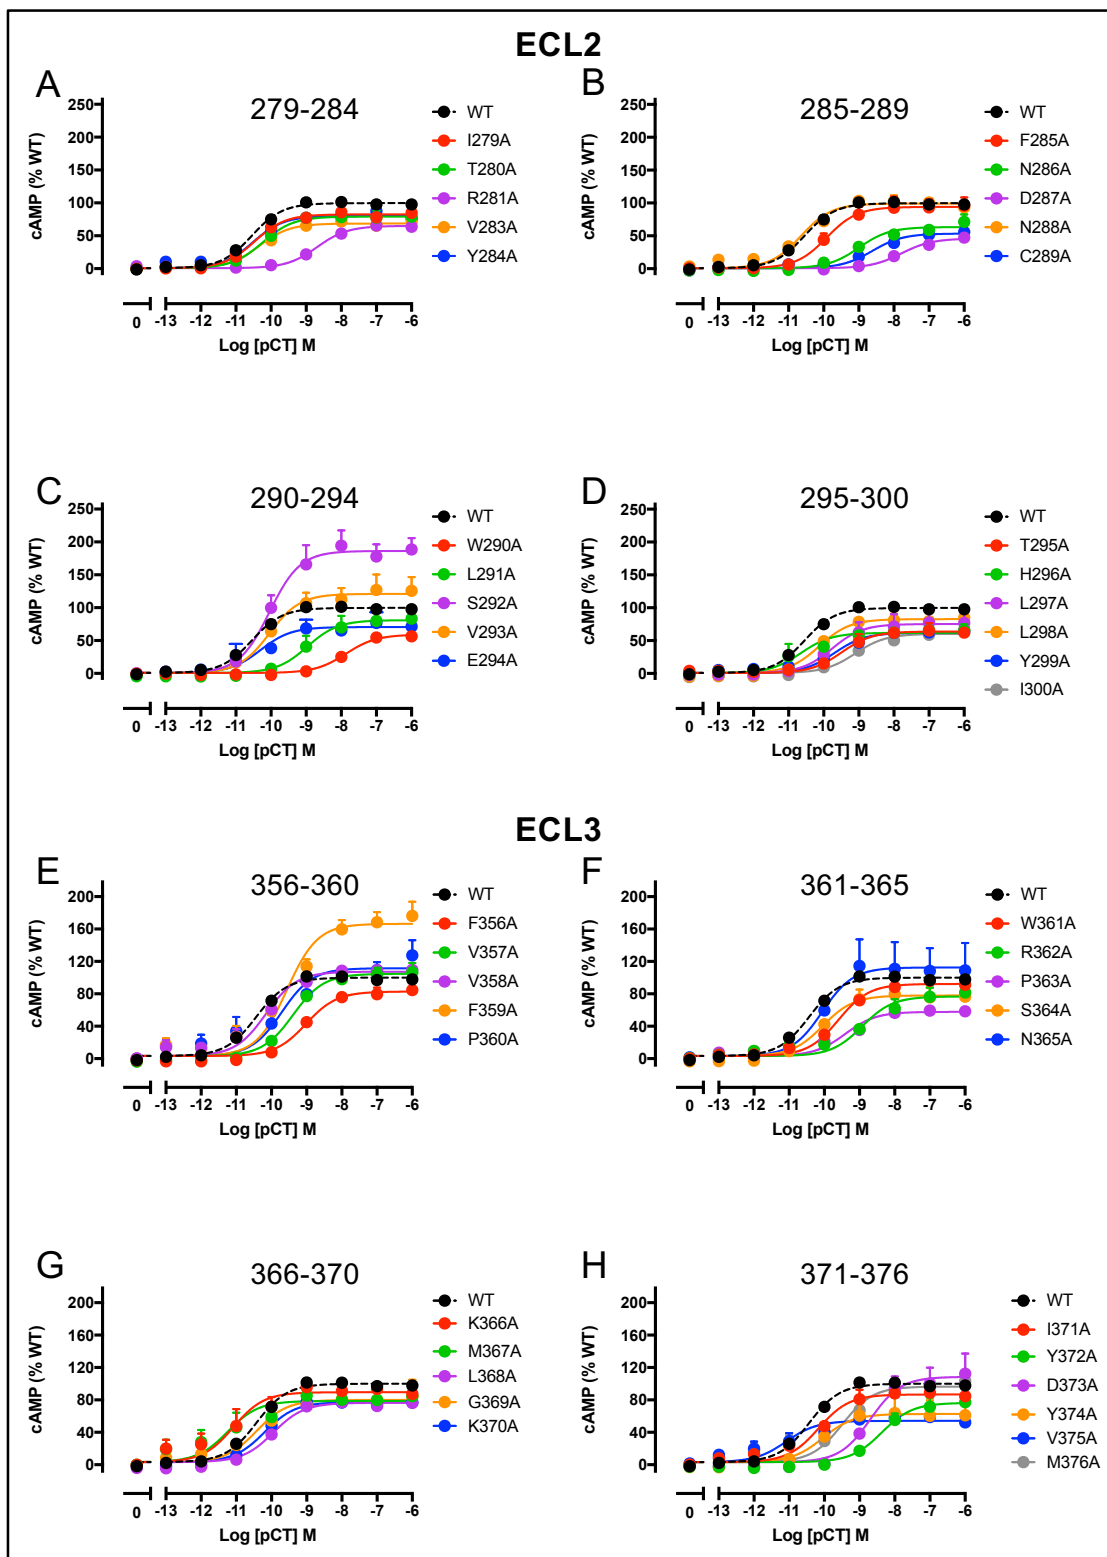 ECL2
A
279-284
cAMP (% WT)
250
200
150
100
50
0
0 -13 -12 -11 -10 -9 -8 -7 -6
Log [pCT] M
WT
I279A
T280A
R281A
V283A
Y284A
B
285-289
cAMP (% WT)
250
200
150
100
50
0
0 -13 -12 -11 -10 -9 -8 -7 -6
Log [pCT] M
WT
F285A
N286A
D287A
N288A
C289A
C
290-294
cAMP (% WT)
250
200
150
100
50
0
0 -13 -12 -11 -10 -9 -8 -7 -6
Log [pCT] M
WT
W290A
L291A
S292A
V293A
E294A
D
295-300
cAMP (% WT)
250
200
150
100
50
0
0 -13 -12 -11 -10 -9 -8 -7 -6
Log [pCT] M
WT
T295A
H296A
L297A
L298A
Y299A
I300A
ECL3
E
356-360
cAMP (% WT)
200
160
120
80
40
0
0 -13 -12 -11 -10 -9 -8 -7 -6
Log [pCT] M
WT
F356A
V357A
V358A
F359A
P360A
F
361-365
cAMP (% WT)
200
160
120
80
40
0
0 -13 -12 -11 -10 -9 -8 -7 -6
Log [pCT] M
WT
W361A
R362A
P363A
S364A
N365A
G
366-370
cAMP (% WT)
200
160
120
80
40
0
0 -13 -12 -11 -10 -9 -8 -7 -6
Log [pCT] M
WT
K366A
M367A
L368A
G369A
K370A
H
371-376
cAMP (% WT)
200
160
120
80
40
0
0 -13 -12 -11 -10 -9 -8 -7 -6
Log [pCT] M
WT
I371A
Y372A
D373A
Y374A
V375A
M376A